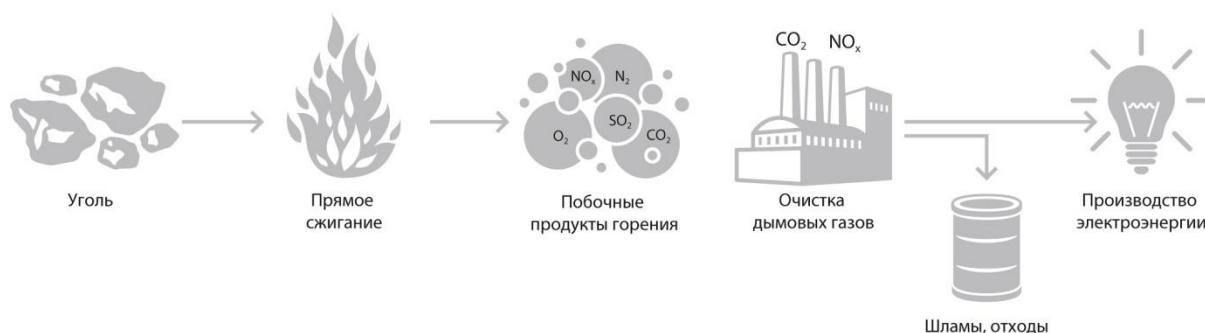 CO₂ NOₓ
NOₓ N₂
O₂ SO₂ CO₂
Уголь
Прямое
сжигание
Побочные
продукты горения
Очистка
дымовых газов
Производство
электроэнергии
Шламы, отходы